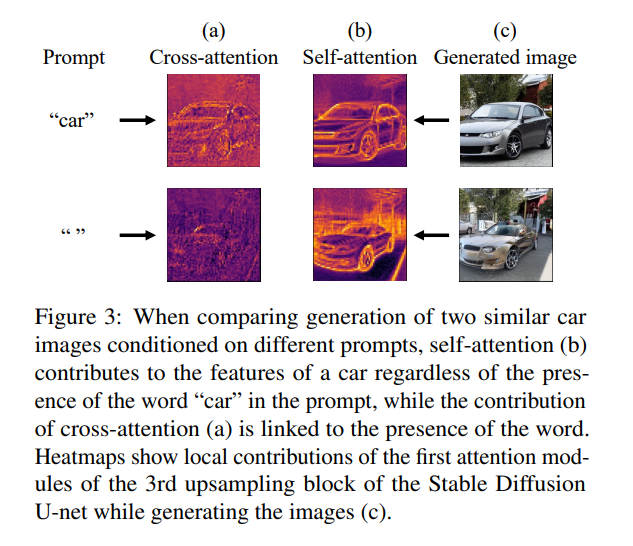 (a) (b) (c)
Prompt Cross-attention Self-attention Generated image
“car”
“ ”
Figure 3: When comparing generation of two similar car
images conditioned on different prompts, self-attention (b)
contributes to the features of a car regardless of the pres-
ence of the word “car” in the prompt, while the contribution
of cross-attention (a) is linked to the presence of the word.
Heatmaps show local contributions of the first attention mod-
ules of the 3rd upsampling block of the Stable Diffusion
U-net while generating the images (c).